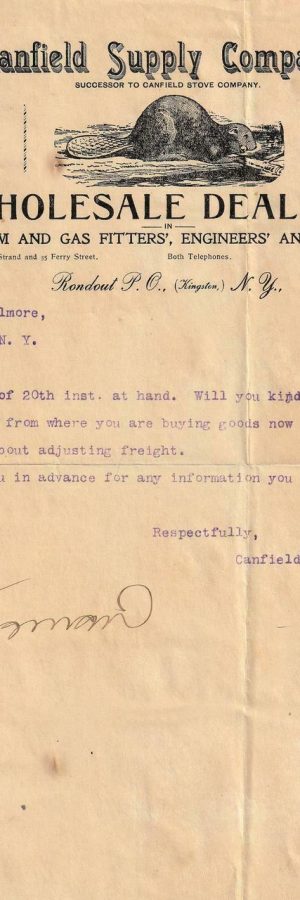 anfield Supply Compa
SUCCESSOR TO CANFIELD STOVE COMPANY.
HOLESALE DEAL
IN
M AND GAS FITTERS', ENGINEERS' AN
Strand and 35 Ferry Street. Both Telephones.
Rondout P. O., (Kingston,) N. Y.,
lmore,
N. Y.
of 20th inst. at hand. Will you kind
from where you are buying goods now
bout adjusting freight.
u in advance for any information you
Respectfully,
Canfield